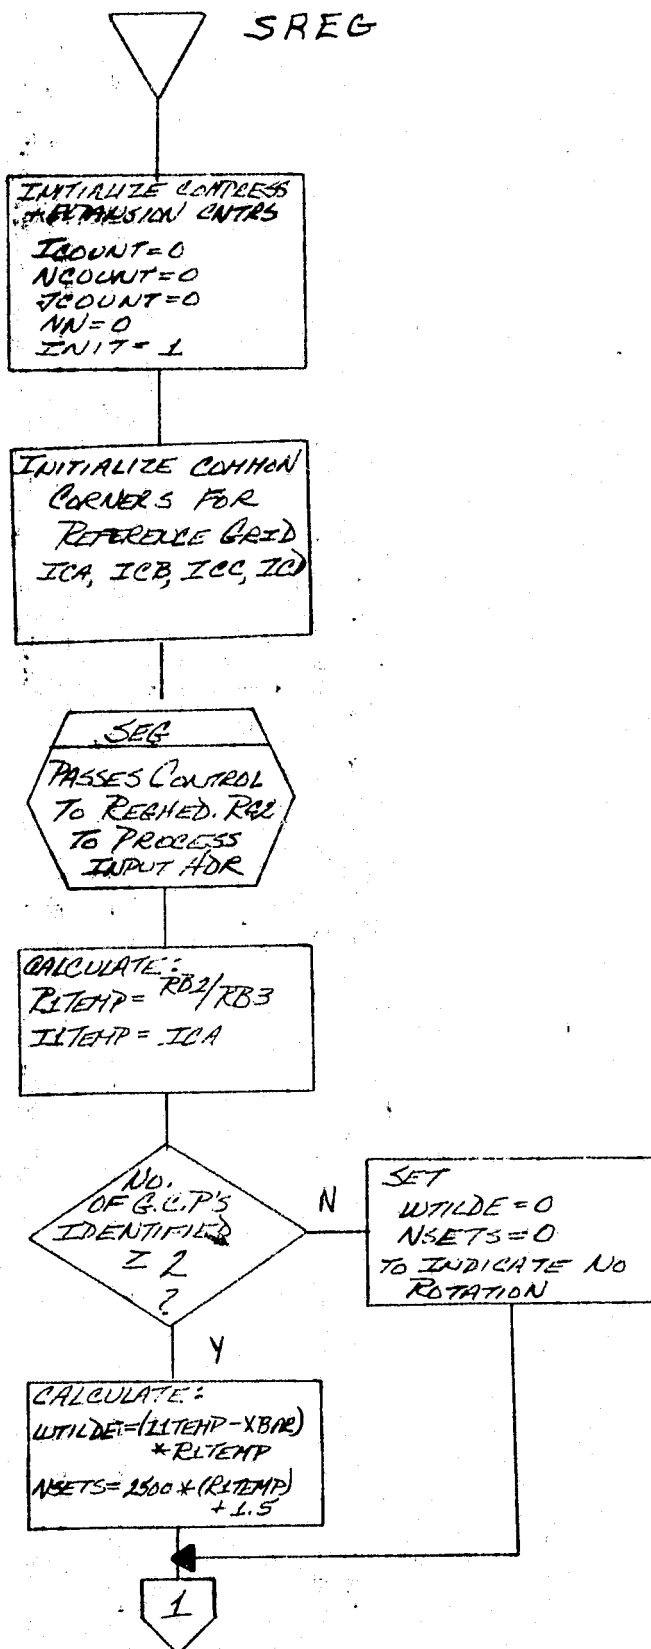 SREG
INITIALIZE COMPRESS
+ EXPANSION CNTRS
ICOUNT=0
NCOUNT=0
JCOUNT=0
NN=0
INIT= 1
INITIALIZE COMMON
CORNERS FOR
REFERENCE GRID
ICA, ICB, ICC, ICD
SEG
PASSES CONTROL
TO REGHED.RG2
TO PROCESS
INPUT HDR
CALCULATE:
R1TEMP= RB2/RB3
I1TEMP= ICA
NO.
OF G.C.P'S
IDENTIFIED
≥ 2
?
N
SET
WTILDE=0
NSETS=0
TO INDICATE NO
ROTATION
Y
CALCULATE:
WTILDE=(I1TEMP-XBAR)
*R1TEMP
NSETS=2500*(R1TEMP)
+1.5
1